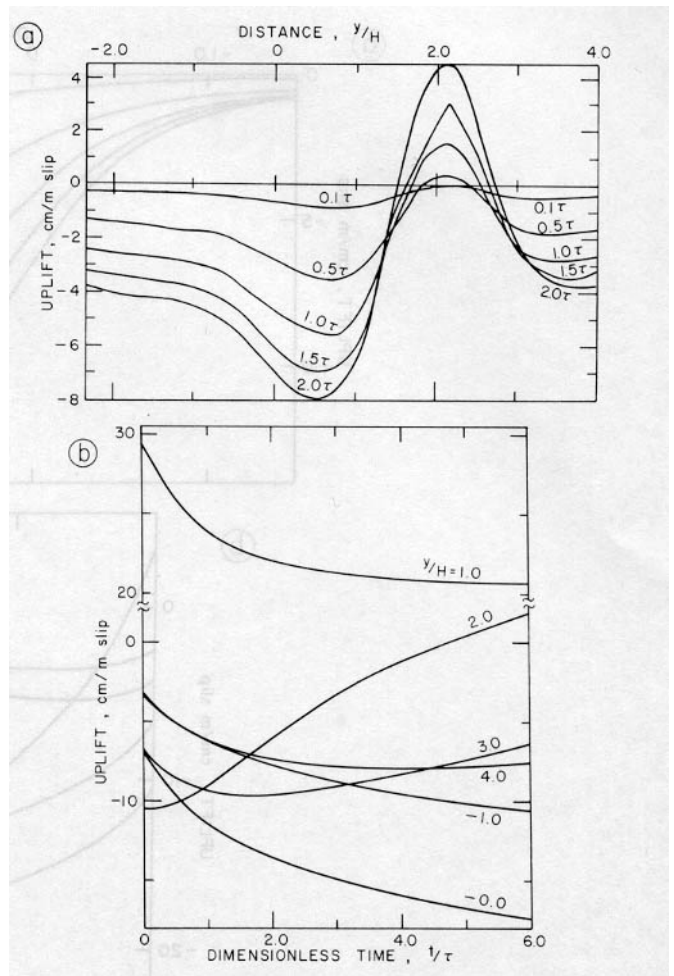 a
DISTANCE , y/H
-2.0 0 2.0 4.0
4
2
0
-2
-4
-6
-8
UPLIFT , cm/m slip
0.1τ
0.5τ
1.0τ
1.5τ
2.0τ
0.1τ
0.5τ
1.0τ
1.5τ
2.0τ
b
30
20
0
-10
UPLIFT , cm/m slip
y/H=1.0
2.0
3.0
4.0
-1.0
-0.0
0 2.0 4.0 6.0
DIMENSIONLESS TIME , t/τ